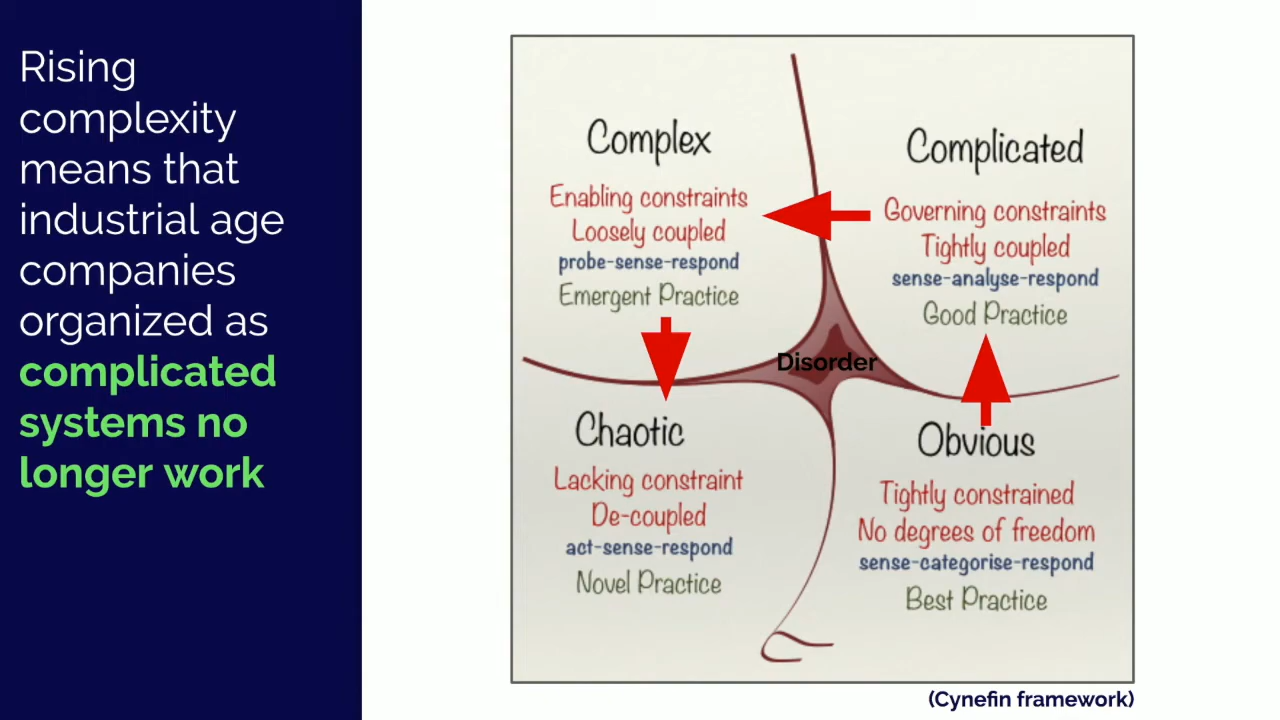 Rising
complexity
means that
industrial age
companies
organized as
complicated
systems no
longer work
Complex
Enabling constraints
Loosely coupled
probe-sense-respond
Emergent Practice
Complicated
Governing constraints
Tightly coupled
sense-analyse-respond
Good Practice
Disorder
Chaotic
Lacking constraint
De-coupled
act-sense-respond
Novel Practice
Obvious
Tightly constrained
No degrees of freedom
sense-categorise-respond
Best Practice
(Cynefin framework)